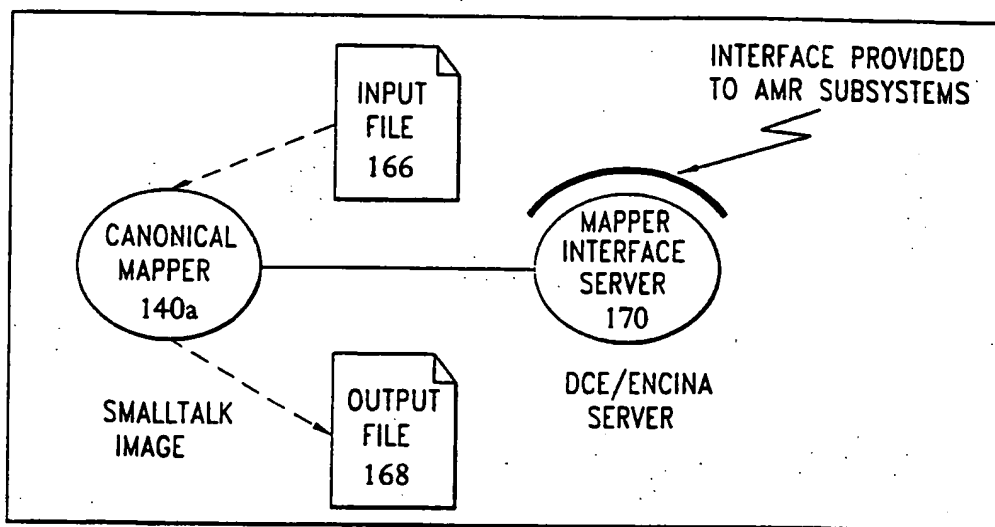 INPUT
FILE
166
INTERFACE PROVIDED
TO AMR SUBSYSTEMS
CANONICAL
MAPPER
140a
MAPPER
INTERFACE
SERVER
170
SMALLTALK
IMAGE
OUTPUT
FILE
168
DCE/ENCINA
SERVER